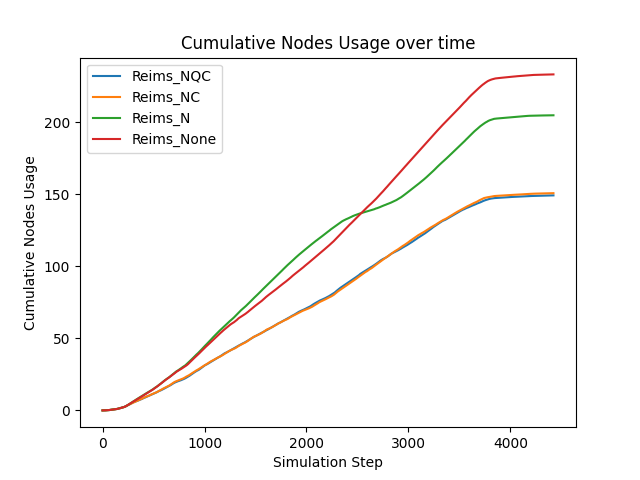 Cumulative Nodes Usage over time
Reims_NQC
Reims_NC
Reims_N
Reims_None
Cumulative Nodes Usage
200
150
100
50
0
0 1000 2000 3000 4000
Simulation Step